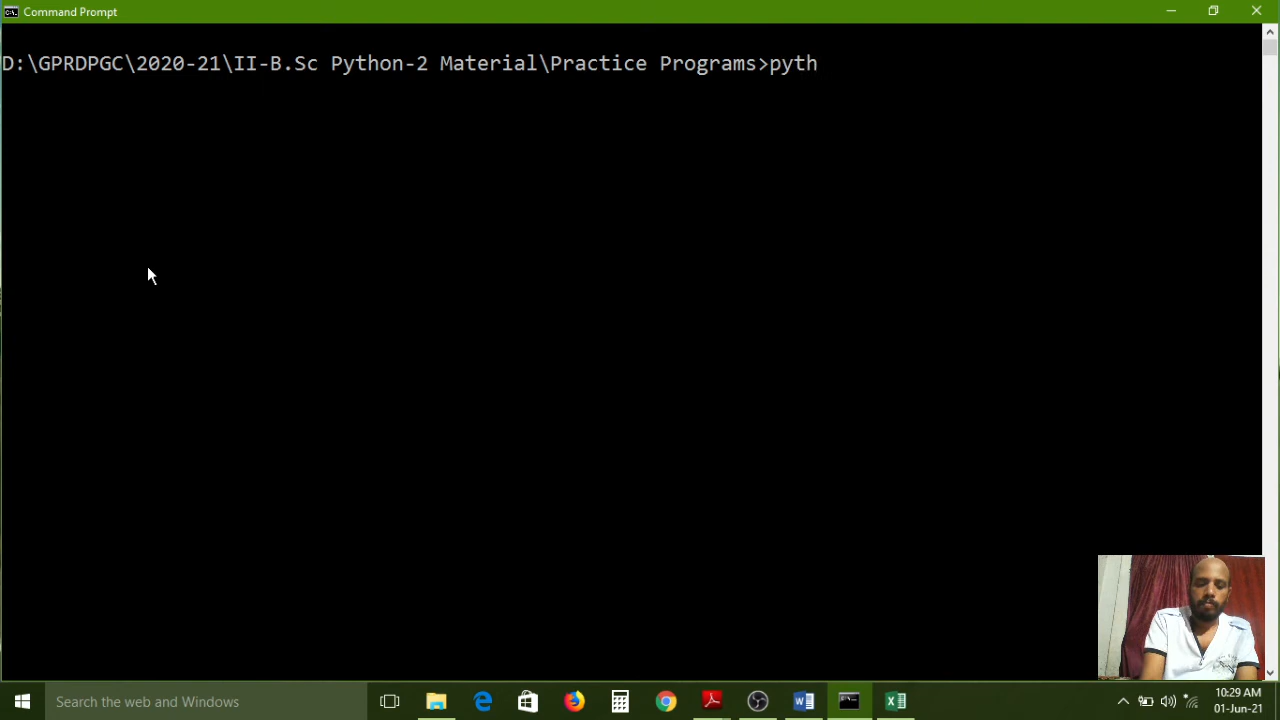 Command Prompt
D:\GPRDPGC\2020-21\II-B.Sc Python-2 Material\Practice Programs>pyth
Search the web and Windows
10:29 AM
01-Jun-21